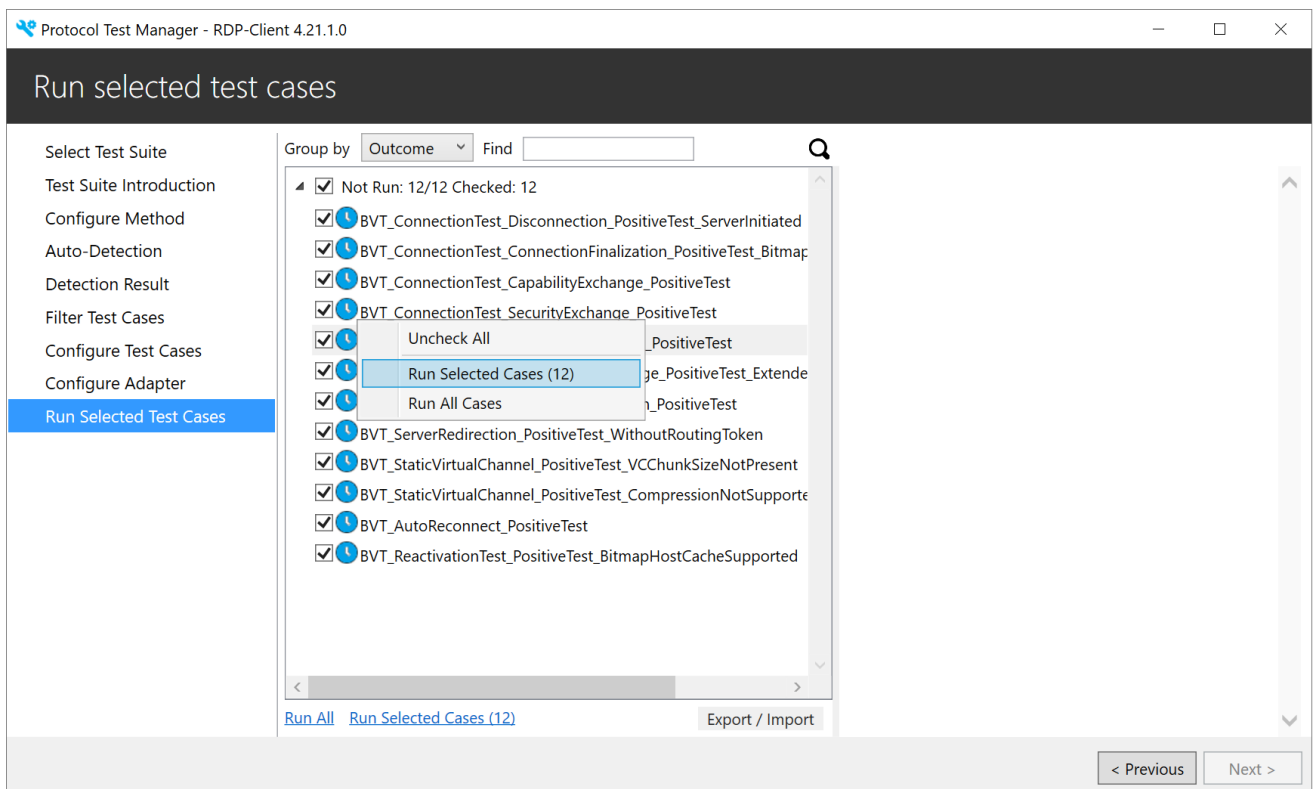 Protocol Test Manager - RDP-Client 4.21.1.0
Run selected test cases
Select Test Suite
Test Suite Introduction
Configure Method
Auto-Detection
Detection Result
Filter Test Cases
Configure Test Cases
Configure Adapter
Run Selected Test Cases
Group by Outcome Find
Not Run: 12/12 Checked: 12
BVT_ConnectionTest_Disconnection_PositiveTest_ServerInitiated
BVT_ConnectionTest_ConnectionFinalization_PositiveTest_Bitmap
BVT_ConnectionTest_CapabilityExchange_PositiveTest
BVT_ConnectionTest_SecurityExchange_PositiveTest
_PositiveTest
ge_PositiveTest_Extende
n_PositiveTest
BVT_ServerRedirection_PositiveTest_WithoutRoutingToken
BVT_StaticVirtualChannel_PositiveTest_VCChunkSizeNotPresent
BVT_StaticVirtualChannel_PositiveTest_CompressionNotSupporte
BVT_AutoReconnect_PositiveTest
BVT_ReactivationTest_PositiveTest_BitmapHostCacheSupported
Uncheck All
Run Selected Cases (12)
Run All Cases
Run All Run Selected Cases (12) Export / Import
< Previous Next >